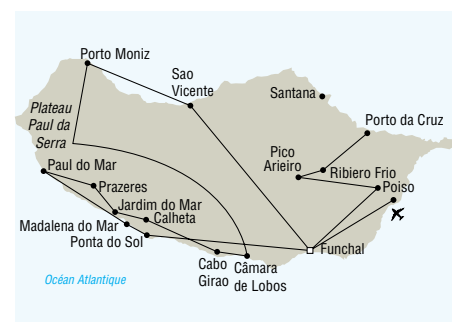 Porto Moniz
Sao
Vicente
Santana
Plateau
Paul da
Serra
Porto da Cruz
Pico
Arieiro
Ribiero Frio
Paul do Mar
Poiso
Prazeres
Jardim do Mar
Calheta
Madalena do Mar
Ponta do Sol
Funchal
Cabo
Girao
Câmara
de Lobos
Océan Atlantique